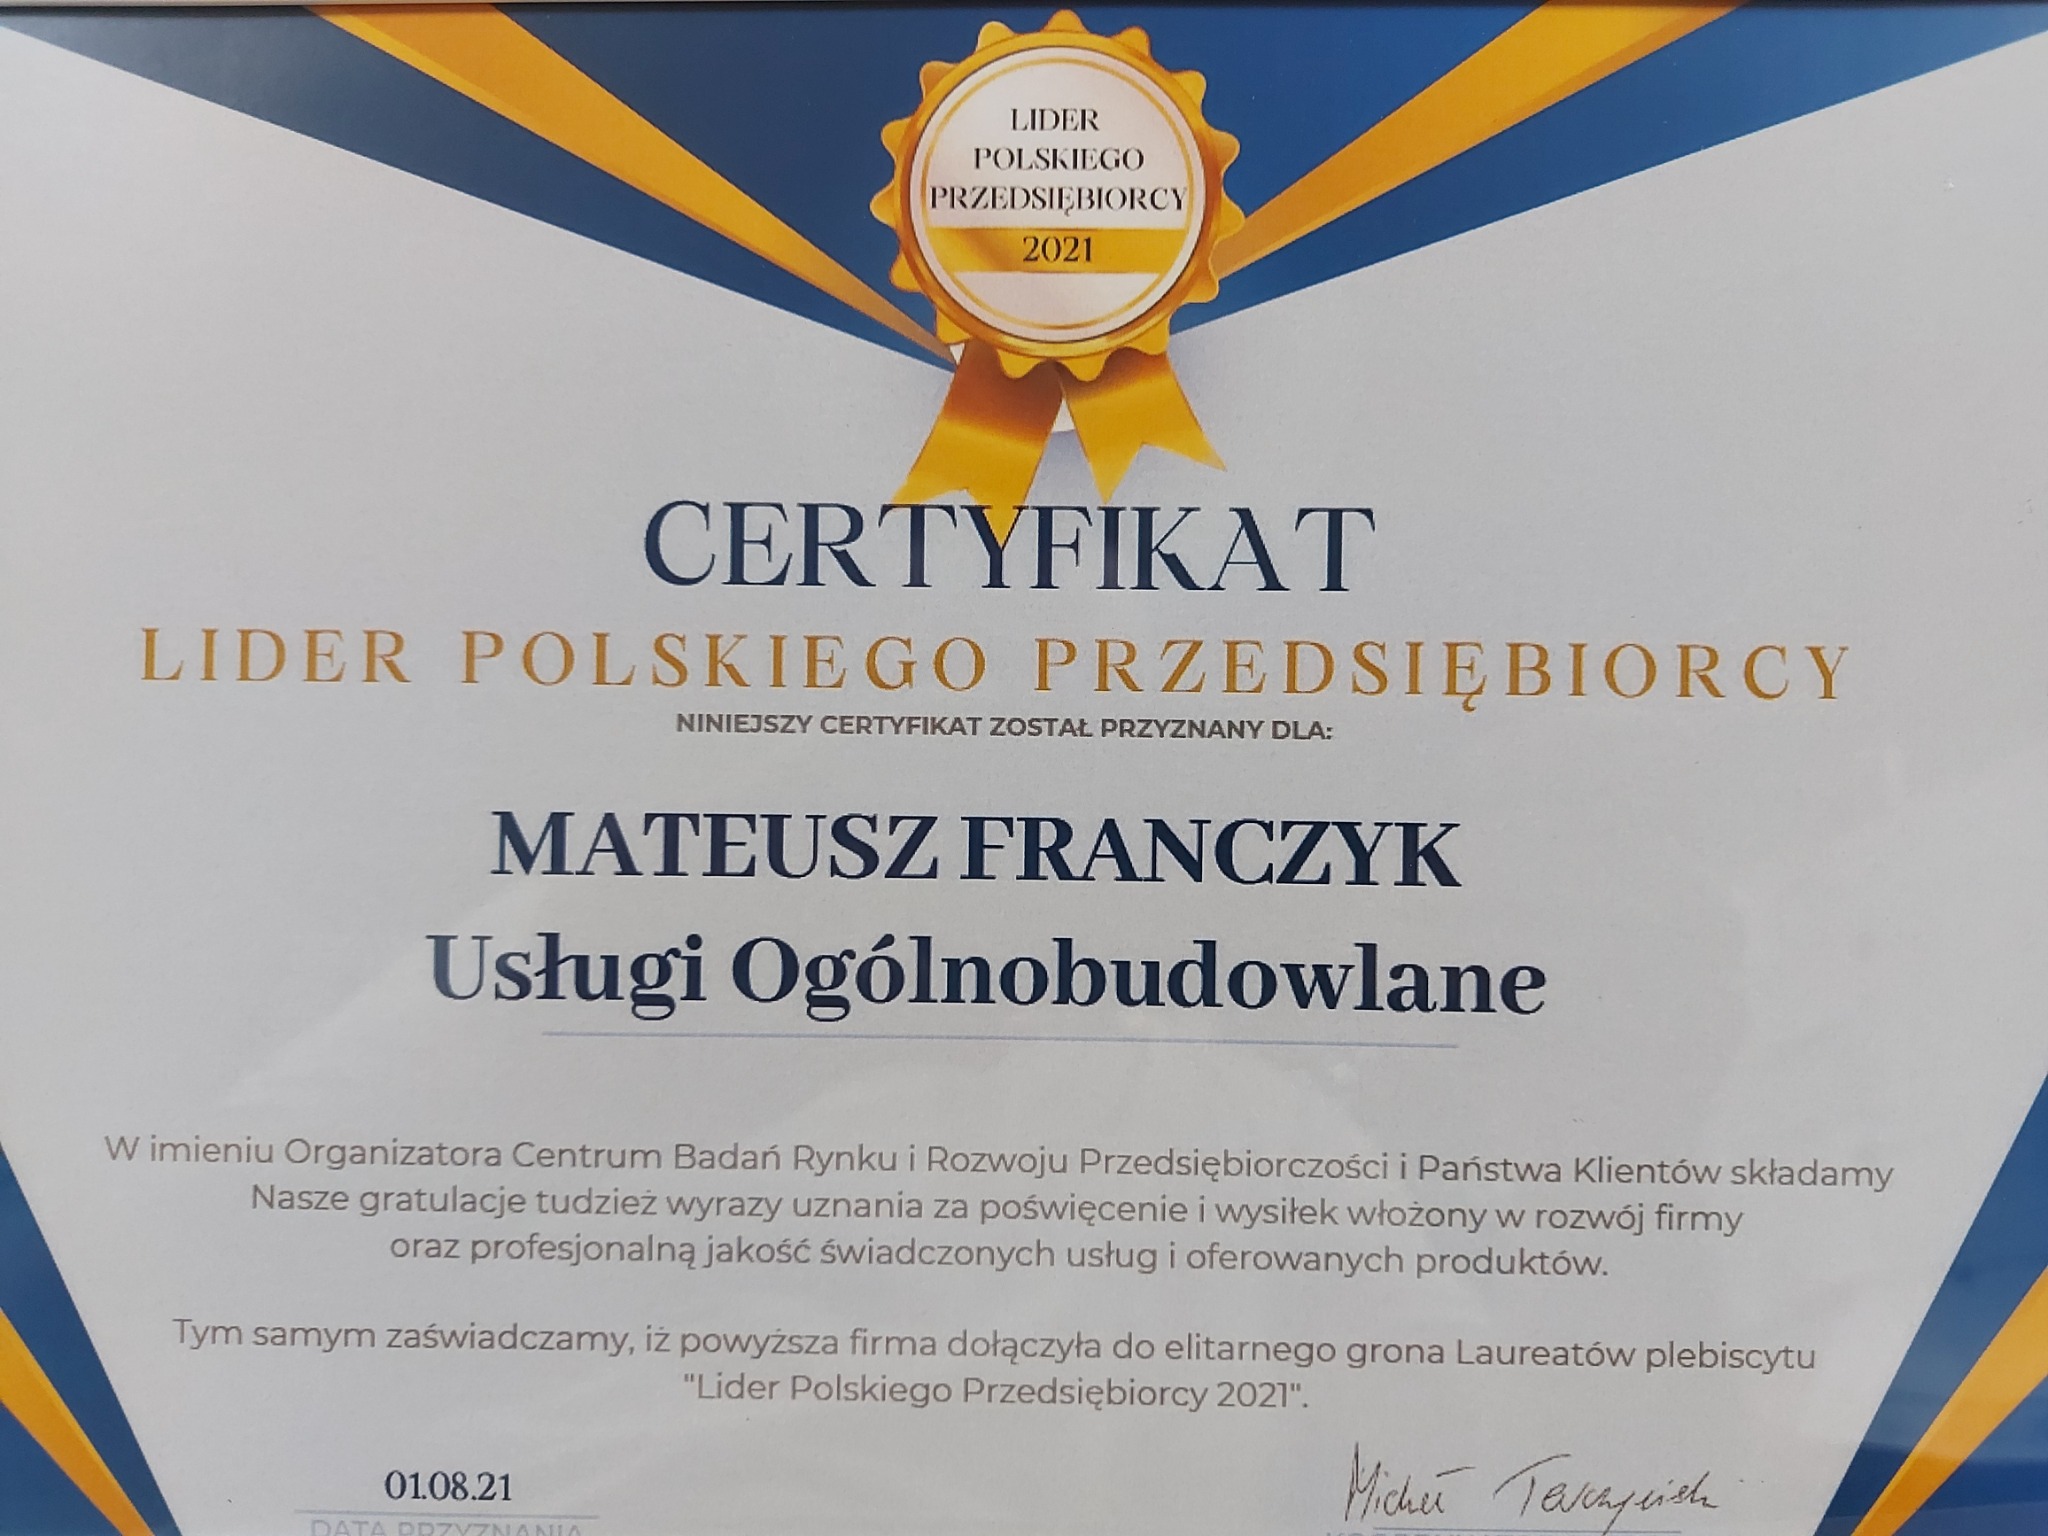 LIDER
POLSKIEGO
PRZEDSIĘBIORCY
2021
CERTYFIKAT
LIDER POLSKIEGO PRZEDSIĘBIORCY
NINIEJSZY CERTYFIKAT ZOSTAŁ PRZYZNANY DLA:
MATEUSZ FRANCZYK
Usługi Ogólnobudowlane
W imieniu Organizatora Centrum Badań Rynku i Rozwoju Przedsiębiorczości i Państwa Klientów składamy
Nasze gratulacje tudzież wyrazy uznania za poświęcenie i wysiłek włożony w rozwój firmy
oraz profesjonalną jakość świadczonych usług i oferowanych produktów.
Tym samym zaświadczamy, iż powyższa firma dołączyła do elitarnego grona Laureatów plebiscytu
"Lider Polskiego Przedsiębiorcy 2021".
01.08.21
DATA PRZYZNANIA